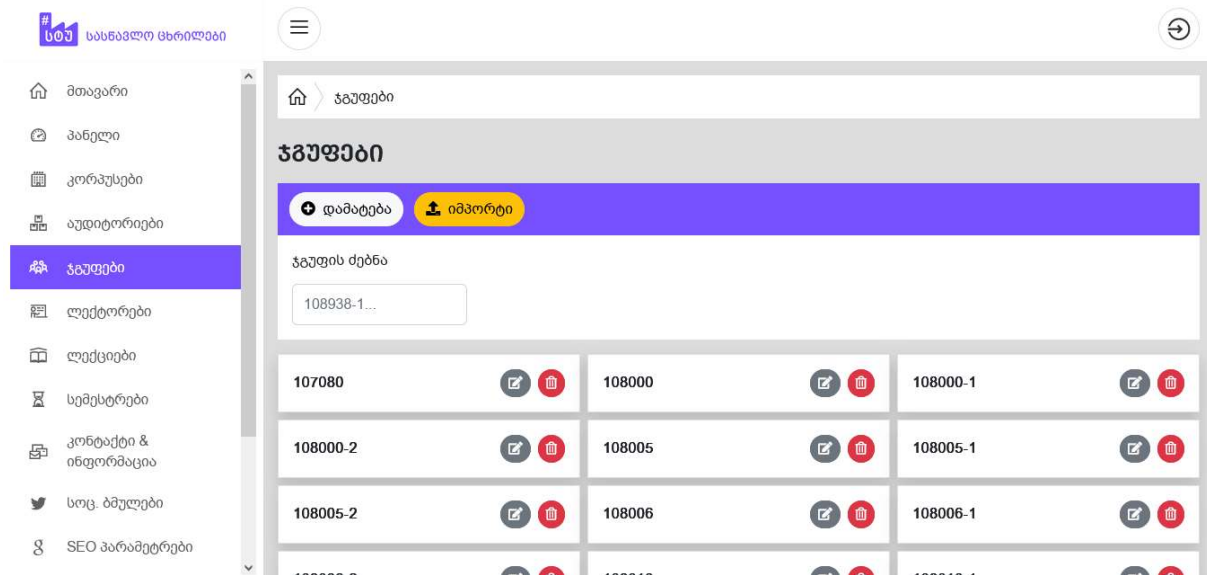 # სტუ სასწავლო ცხრილები
მთავარი
პანელი
კორპუსები
აუდიტორიები
ჯგუფები
ლექტორები
ლექციები
სემესტრები
კონტაქტი &
ინფორმაცია
სოც. ბმულები
SEO პარამეტრები
ჯგუფები
ჯგუფები
დამატება იმპორტი
ჯგუფის ძებნა
108938-1...
107080 108000 108000-1
108000-2 108005 108005-1
108005-2 108006 108006-1